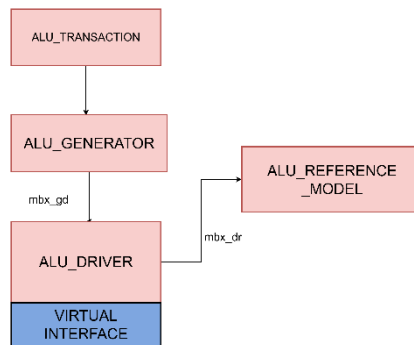 ALU_TRANSACTION
ALU_GENERATOR
mbx_gd
ALU_REFERENCE
_MODEL
mbx_dr
ALU_DRIVER
VIRTUAL
INTERFACE